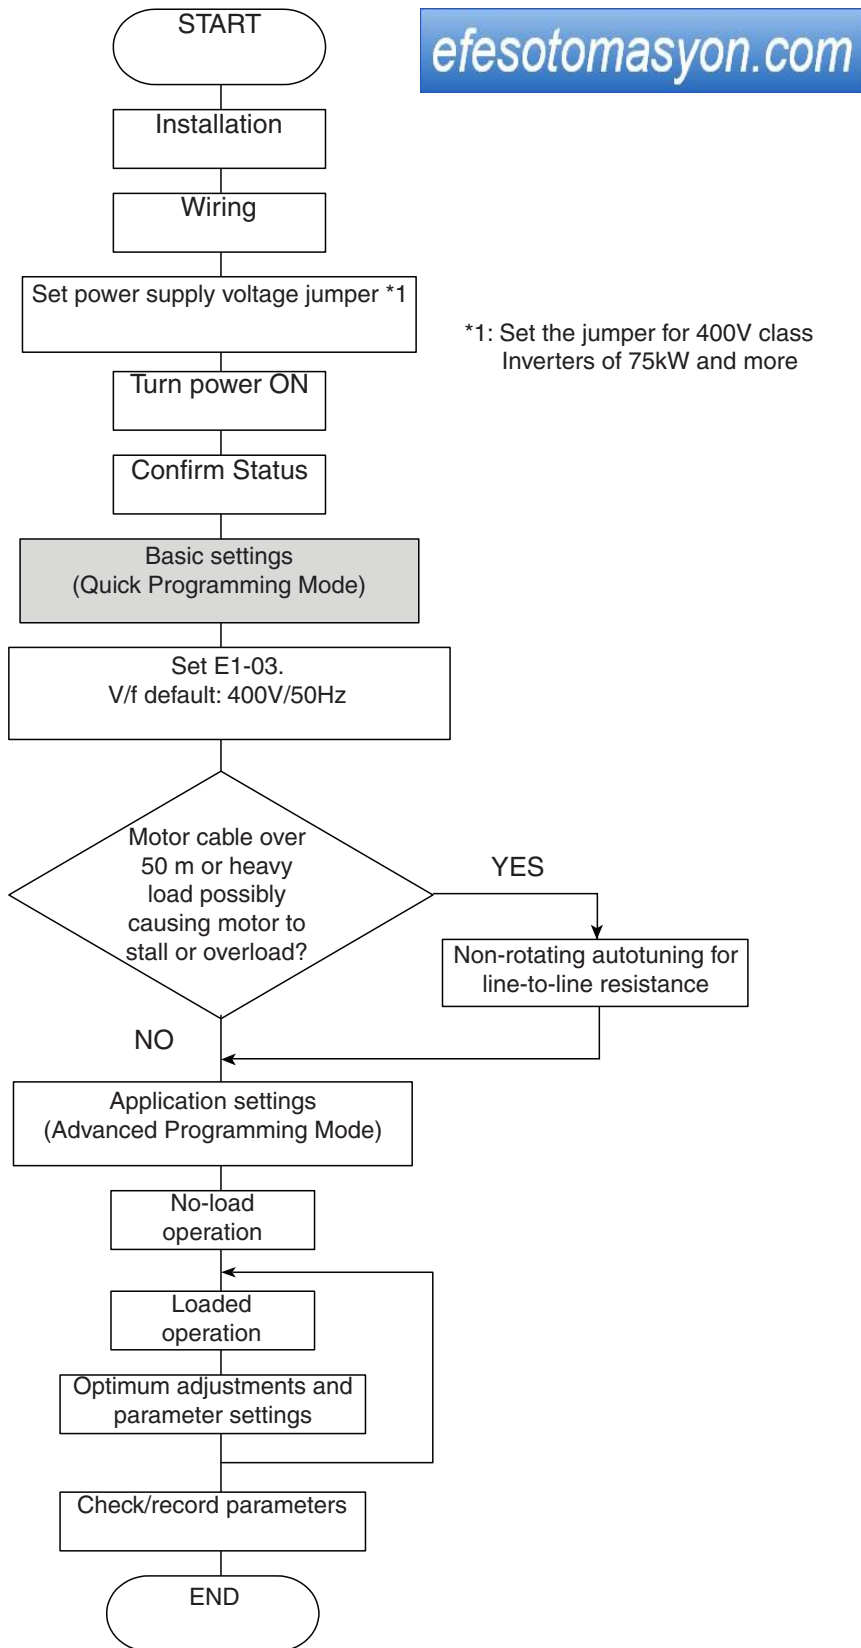 START
efesotomasyon.com
Installation
Wiring
Set power supply voltage jumper *1
*1: Set the jumper for 400V class
Inverters of 75kW and more
Turn power ON
Confirm Status
Basic settings
(Quick Programming Mode)
Set E1-03.
V/f default: 400V/50Hz
Motor cable over
50 m or heavy
load possibly
causing motor to
stall or overload?
YES
Non-rotating autotuning for
line-to-line resistance
NO
Application settings
(Advanced Programming Mode)
No-load
operation
Loaded
operation
Optimum adjustments and
parameter settings
Check/record parameters
END